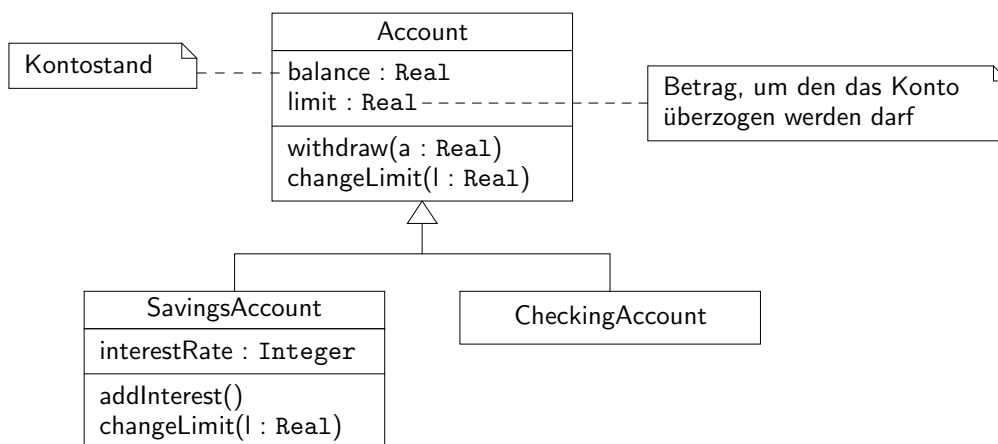 Account
Kontostand
balance : Real
limit : Real
Betrag, um den das Konto
überzogen werden darf
withdraw(a : Real)
changeLimit(l : Real)
SavingsAccount
interestRate : Integer
addInterest()
changeLimit(l : Real)
CheckingAccount